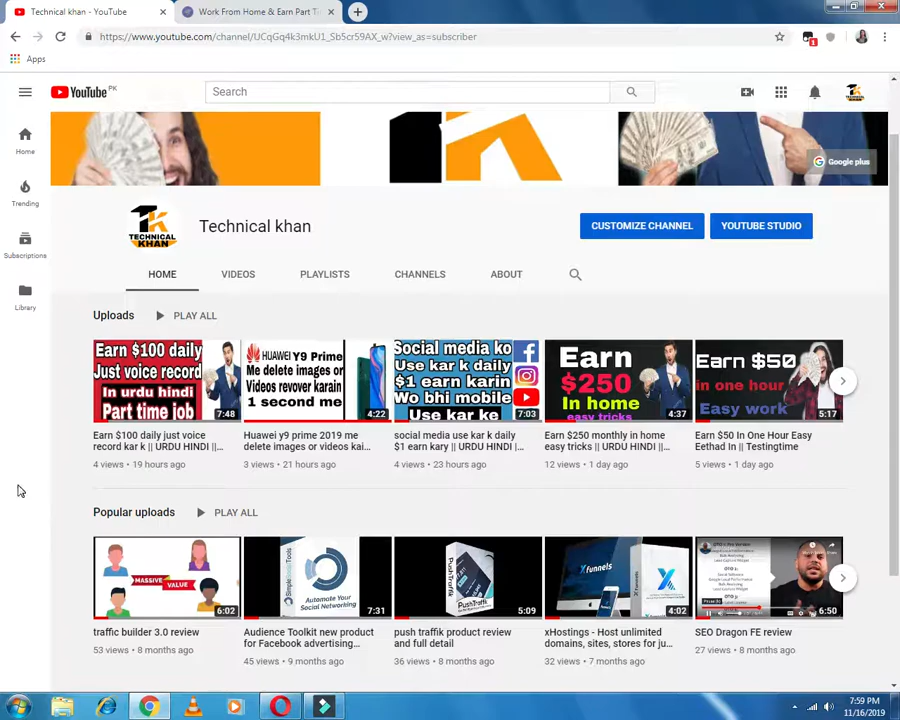 Technical khan - YouTube
Work From Home & Earn Part Ti
https://www.youtube.com/channel/UCqGq4k3mkU1_Sb5cr59AX_w?view_as=subscriber
1
Apps
YouTube PK
Search
TECHNICAL KHAN
Google plus
Home
Trending
Subscriptions
Library
TECHNICAL
KHAN
Technical khan
CUSTOMIZE CHANNEL
YOUTUBE STUDIO
HOME
VIDEOS
PLAYLISTS
CHANNELS
ABOUT
Uploads
PLAY ALL
Earn $100 daily
Just voice record
In urdu hindi
Part time job
7:48
HUAWEI Y9 Prime
Me delete images or
Videos revover karain
1 second me
4:22
Social media ko
Use kar k daily
$1 earn karin
Wo bhi mobile
Use kar ke
7:03
Earn
$250
In home
easy tricks
4:37
Earn $50
in one hour
Easy work
5:17
Earn $100 daily just voice
record kar k || URDU HINDI ||...
4 views • 19 hours ago
Huawei y9 prime 2019 me
delete images or videos kai...
3 views • 21 hours ago
social media use kar k daily
$1 earn kary || URDU HINDI |...
4 views • 23 hours ago
Earn $250 monthly in home
easy tricks || URDU HINDI ||...
12 views • 1 day ago
Earn $50 In One Hour Easy
Eethad In || Testingtime
5 views • 1 day ago
Popular uploads
PLAY ALL
MASSIVE
VALUE
6:02
Simple Tools
Automate Your
Social Networking
7:31
PushTraffik
5:09
XFunnels
4:02
6:50
traffic builder 3.0 review
53 views • 8 months ago
Audience Toolkit new product
for Facebook advertising...
45 views • 9 months ago
push traffik product review
and full detail
36 views • 8 months ago
xHostings - Host unlimited
domains, sites, stores for ju...
32 views • 7 months ago
SEO Dragon FE review
27 views • 8 months ago
7:59 PM
11/16/2019